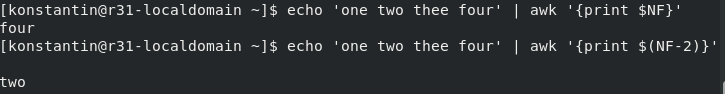 [konstantin@r31-localdomain ~]$ echo 'one two thee four' | awk '{print $NF}'
four
[konstantin@r31-localdomain ~]$ echo 'one two thee four' | awk '{print $(NF-2)}'
two